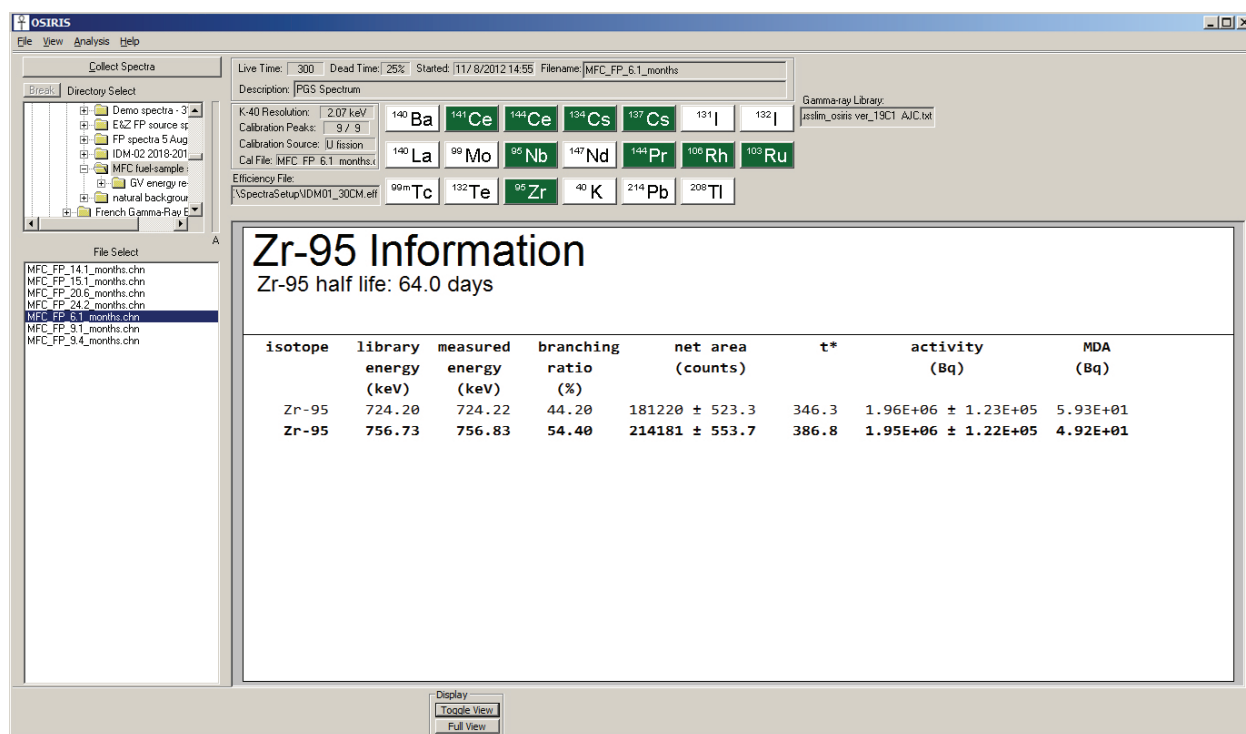 OSIRIS
File View Analysis Help
Collect Spectra
Break Directory Select
Demo spectra - 3
E&Z FP source sp
FP spectra 5 Aug
IDM-02 2018-201
MFC fuel-sample
GV energy re-
natural backgrour
French Gamma-Ray E
A
File Select
MFC_FP_14.1_months.chn
MFC_FP_15.1_months.chn
MFC_FP_20.6_months.chn
MFC_FP_24.2_months.chn
MFC_FP_6.1_months.chn
MFC_FP_9.1_months.chn
MFC_FP_9.4_months.chn
Live Time: 300 Dead Time: 25% Started: 11/ 8/2012 14:55 Filename: MFC_FP_6.1_months
Description: PGS Spectrum
K-40 Resolution: 2.07 keV
Calibration Peaks: 9 / 9
Calibration Source: U fission
Cal File: MFC_FP_6.1_months.c
Efficiency File:
.\SpectraSetup\IDM01_30CM.eff
140Ba 141Ce 144Ce 134Cs 137Cs 131I 132I
140La 99Mo 95Nb 147Nd 144Pr 106Rh 103Ru
99mTc 132Te 95Zr 40K 214Pb 208Tl
Gamma-ray Library:
usslim_osiris ver_19C1 AJC.txt
Zr-95 Information
Zr-95 half life: 64.0 days
isotope library measured branching net area t* activity MDA
energy energy ratio (counts) (Bq) (Bq)
(keV) (keV) (%)
Zr-95 724.20 724.22 44.20 181220 ± 523.3 346.3 1.96E+06 ± 1.23E+05 5.93E+01
Zr-95 756.73 756.83 54.40 214181 ± 553.7 386.8 1.95E+06 ± 1.22E+05 4.92E+01
Display
Toggle View
Full View